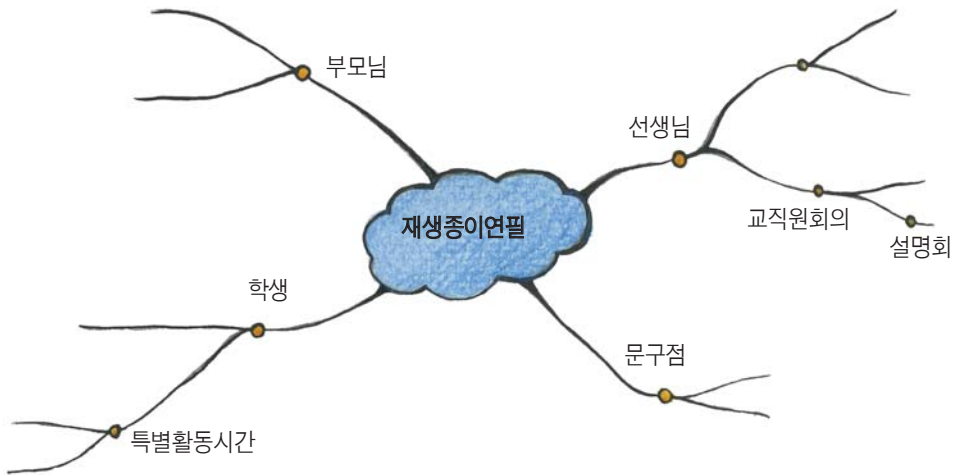 부모님
선생님
재생종이연필
교직원회의
설명회
학생
문구점
특별활동시간